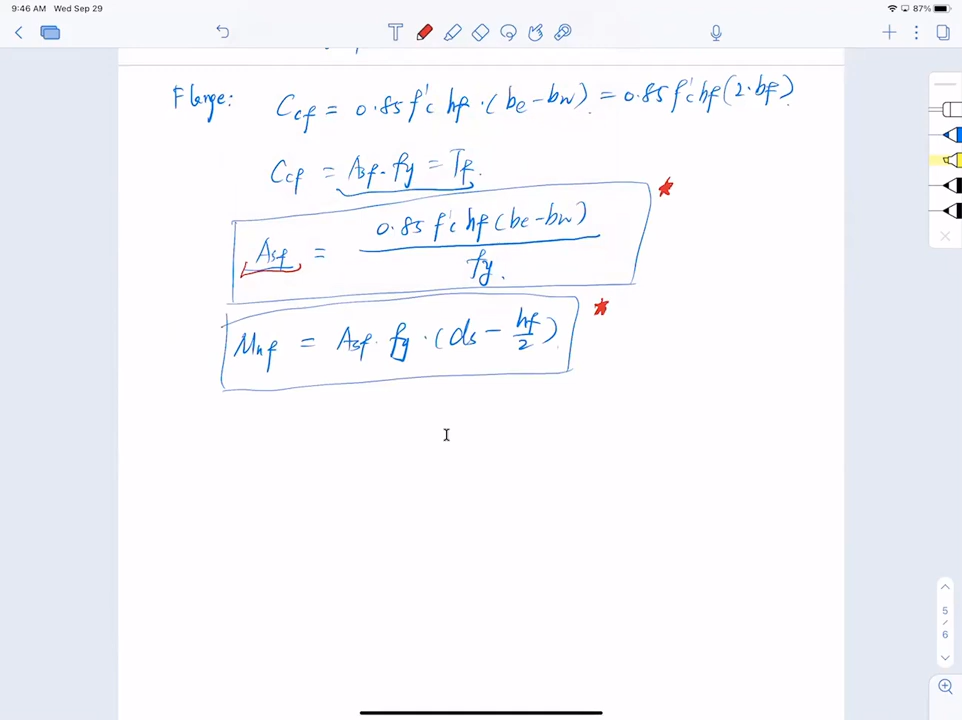 9:46 AM Wed Sep 29
87%
T
Flange: Ccf = 0.85 f'c hf · (be - bw) = 0.85 f'c hf (2·bf)
Ccf = Asf · fy = Tf.
Asf = 0.85 f'c hf (be - bw) / fy.
Mnf = Asf · fy · (ds - hf/2)
5
/
6